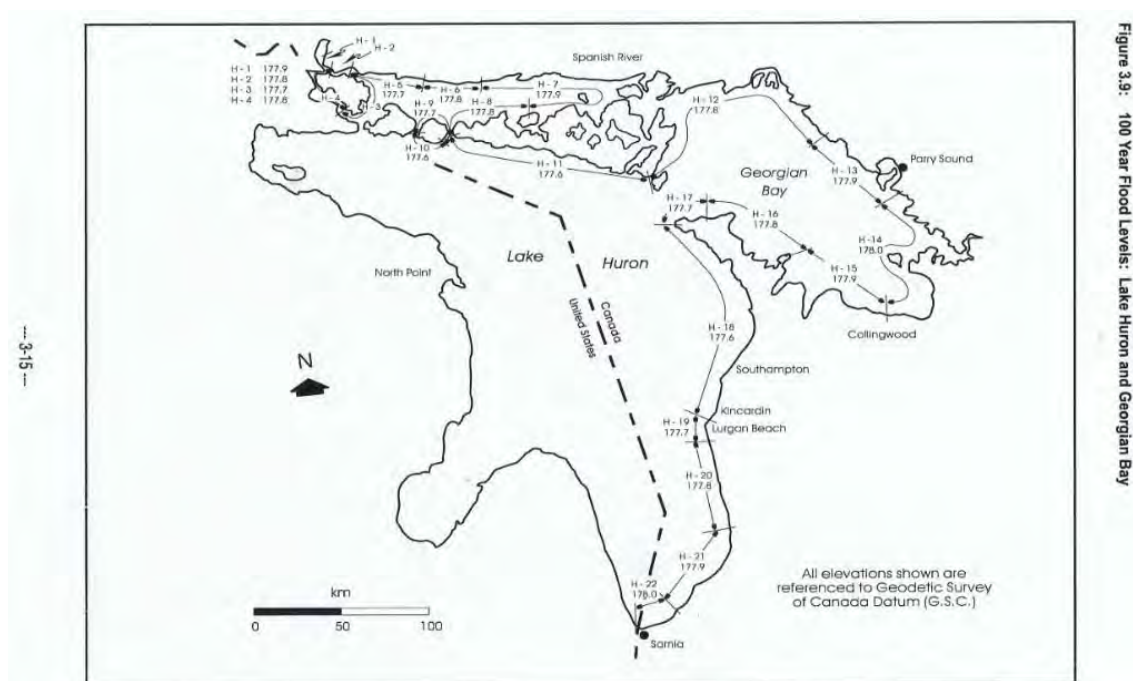 Figure 3.9: 100 Year Flood Levels: Lake Huron and Georgian Bay
H - 1
H - 2
H - 1 177.9
H - 2 177.8
H - 3 177.7
H - 4 177.8
H - 4
H - 3
Spanish River
H - 5
177.7
H - 6
177.8
H - 7
177.9
H - 9
177.7
H - 8
177.8
H - 10
177.6
H - 11
177.6
H - 12
177.8
Parry Sound
H - 13
177.9
Georgian
Bay
H - 17
177.7
H - 16
177.8
H - 14
178.0
H - 15
177.9
Collingwood
Lake Huron
North Point
Canada
United States
H - 18
177.6
Southampton
N
Kincardin
H - 19
177.7
Lurgan Beach
H - 20
177.8
H - 21
177.9
H - 22
178.0
All elevations shown are
referenced to Geodetic Survey
of Canada Datum (G.S.C.)
km
0 50 100
Sarnia
--- 3-15 ---